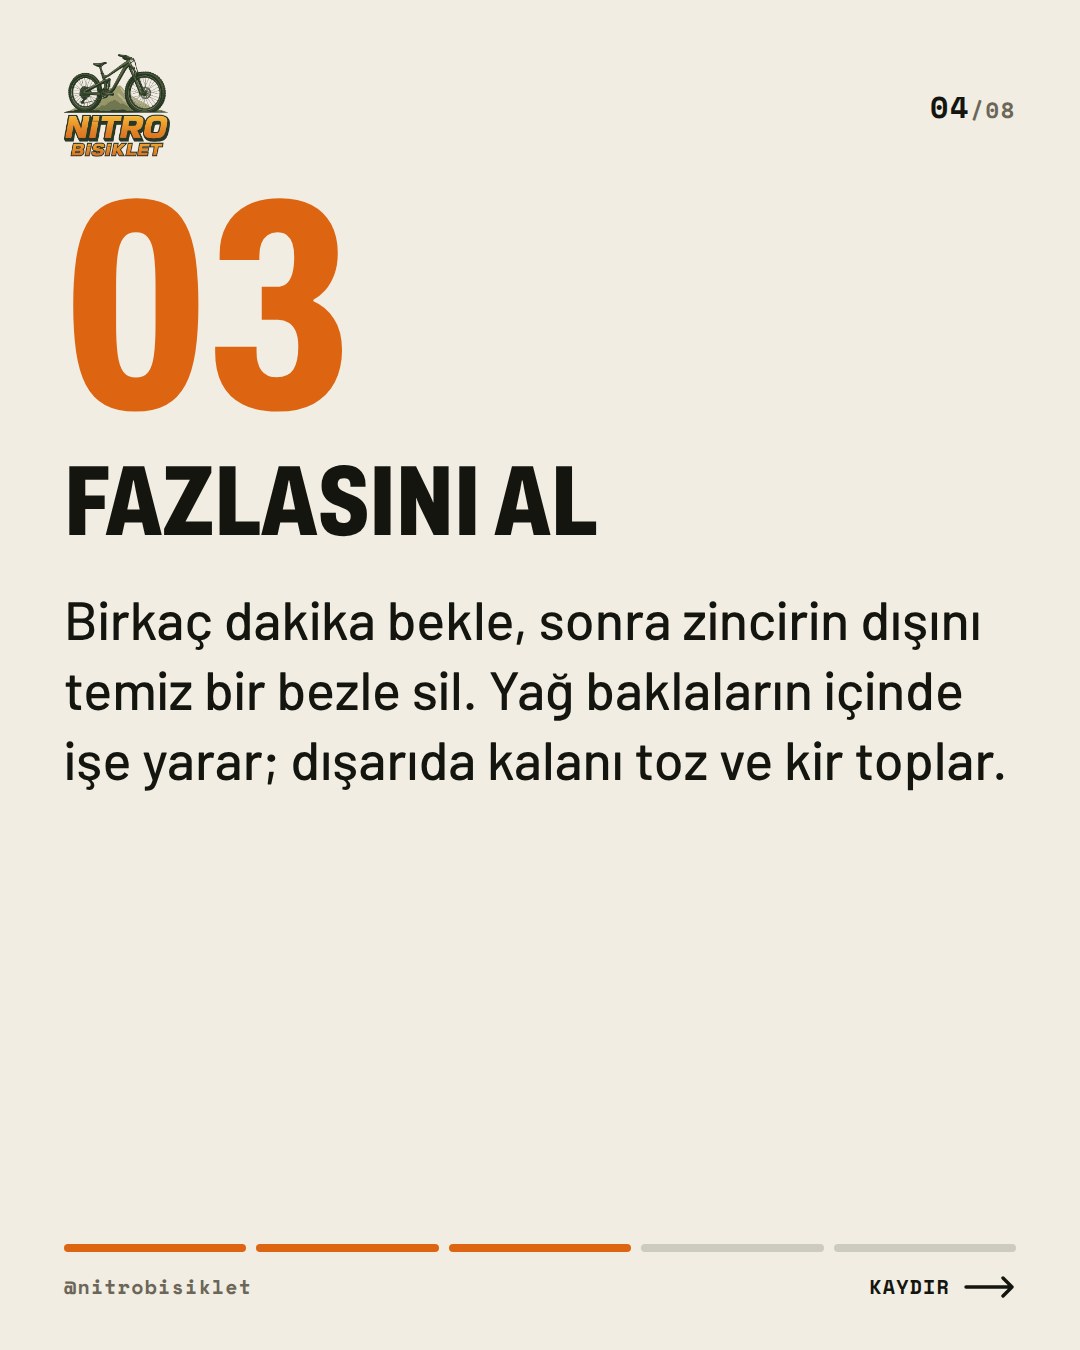 NiTRO
BISIKLET
04/08
03
FAZLASINI AL
Birkaç dakika bekle, sonra zincirin dışını
temiz bir bezle sil. Yağ baklaların içinde
işe yarar; dışarıda kalanı toz ve kir toplar.
@nitrobisiklet
KAYDIR